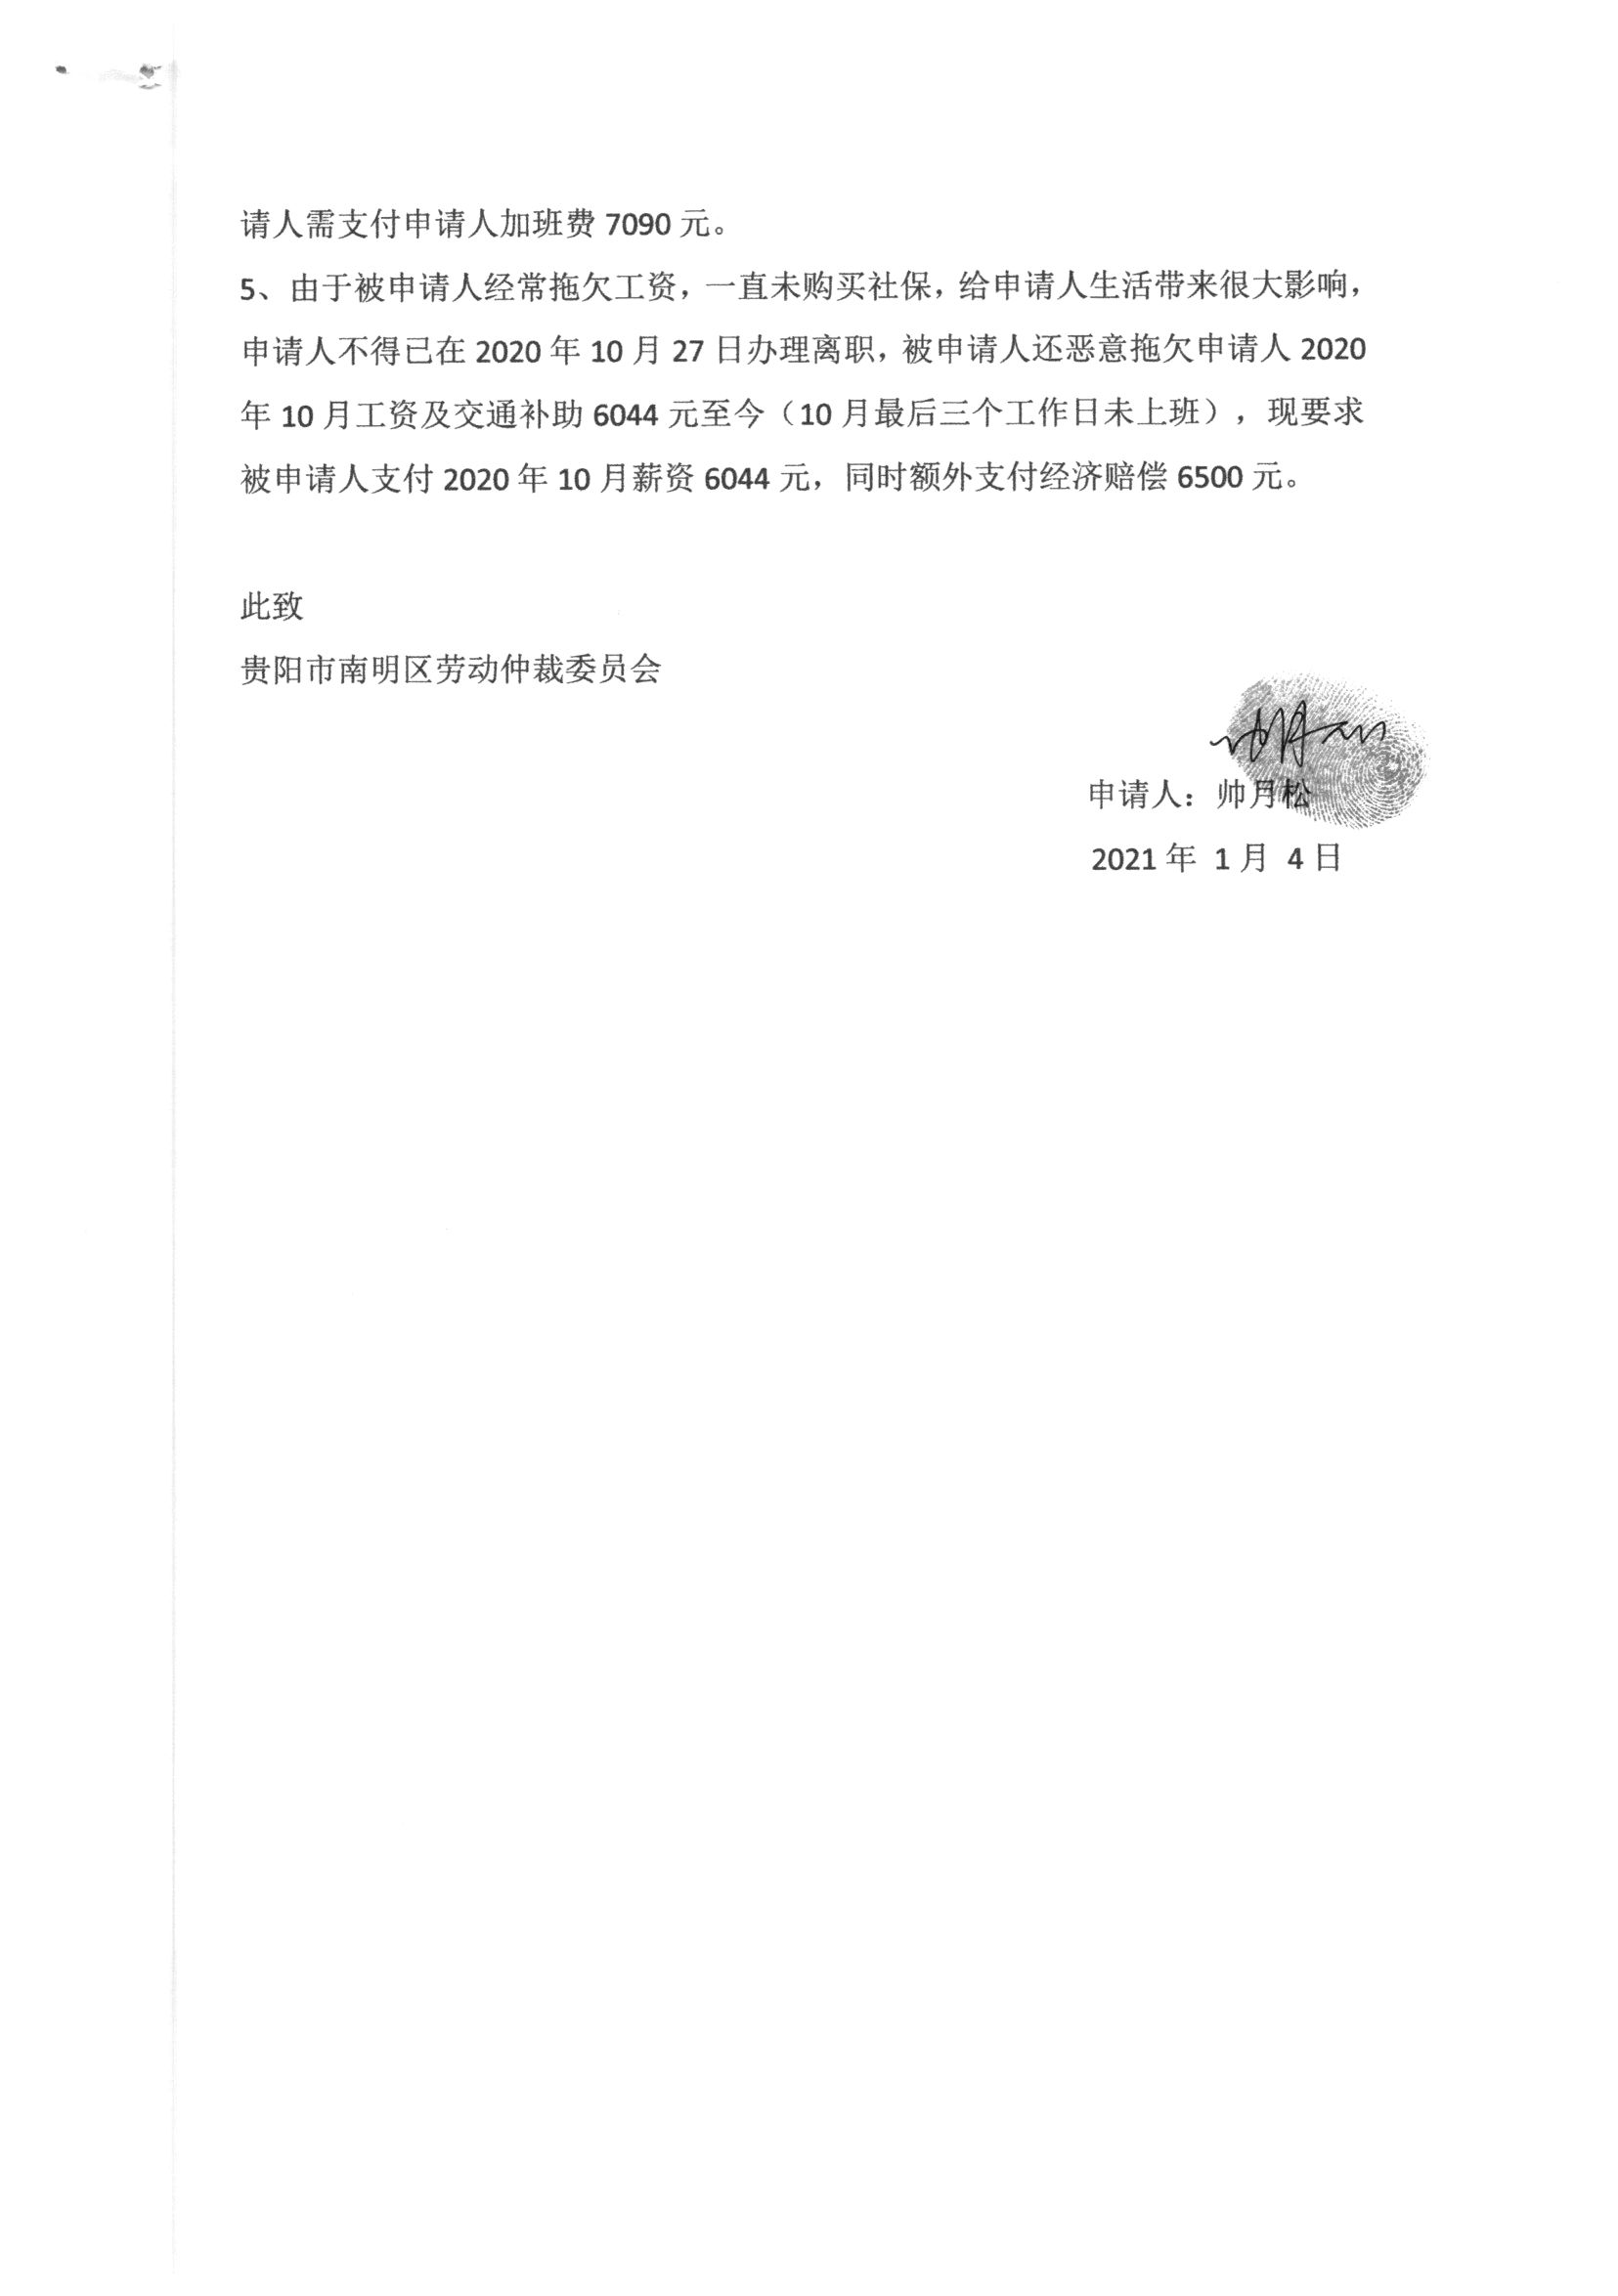 请人需支付申请人加班费 7090 元。
5、由于被申请人经常拖欠工资，一直未购买社保，给申请人生活带来很大影响，
申请人不得已在 2020 年 10 月 27 日办理离职，被申请人还恶意拖欠申请人 2020
年 10 月工资及交通补助 6044 元至今（10 月最后三个工作日未上班），现要求
被申请人支付 2020 年 10 月薪资 6044 元，同时额外支付经济赔偿 6500 元。
此致
贵阳市南明区劳动仲裁委员会
帅月松
申请人：帅月松
2021 年 1 月 4 日